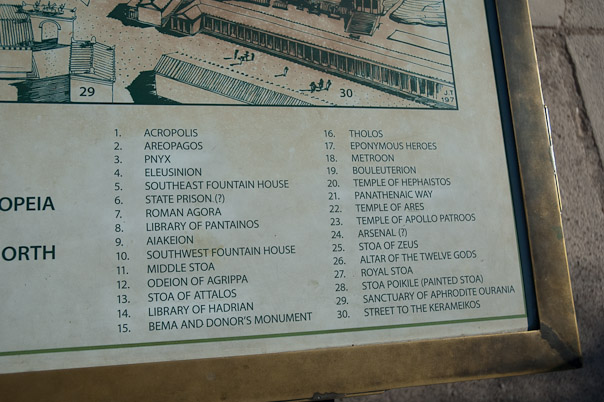 29
30
J.T
197
OPEIA
ORTH
1. ACROPOLIS
2. AREOPAGOS
3. PNYX
4. ELEUSINION
5. SOUTHEAST FOUNTAIN HOUSE
6. STATE PRISON (?)
7. ROMAN AGORA
8. LIBRARY OF PANTAINOS
9. AIAKEION
10. SOUTHWEST FOUNTAIN HOUSE
11. MIDDLE STOA
12. ODEION OF AGRIPPA
13. STOA OF ATTALOS
14. LIBRARY OF HADRIAN
15. BEMA AND DONOR'S MONUMENT
16. THOLOS
17. EPONYMOUS HEROES
18. METROON
19. BOULEUTERION
20. TEMPLE OF HEPHAISTOS
21. PANATHENAIC WAY
22. TEMPLE OF ARES
23. TEMPLE OF APOLLO PATROOS
24. ARSENAL (?)
25. STOA OF ZEUS
26. ALTAR OF THE TWELVE GODS
27. ROYAL STOA
28. STOA POIKILE (PAINTED STOA)
29. SANCTUARY OF APHRODITE OURANIA
30. STREET TO THE KERAMEIKOS